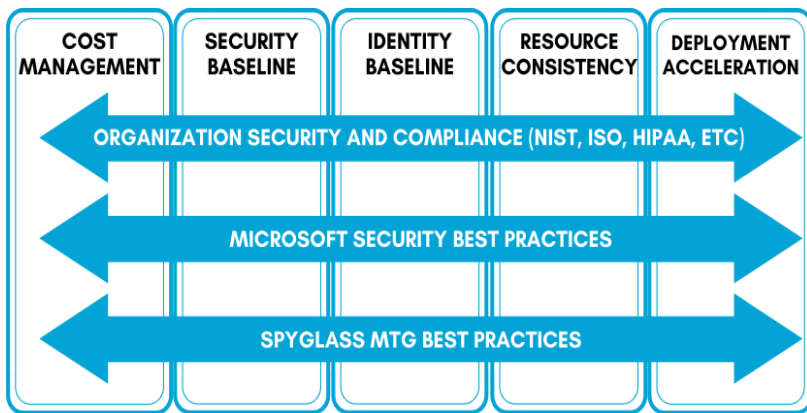 COST
MANAGEMENT
SECURITY
BASELINE
IDENTITY
BASELINE
RESOURCE
CONSISTENCY
DEPLOYMENT
ACCELERATION
ORGANIZATION SECURITY AND COMPLIANCE (NIST, ISO, HIPAA, ETC)
MICROSOFT SECURITY BEST PRACTICES
SPYGLASS MTG BEST PRACTICES